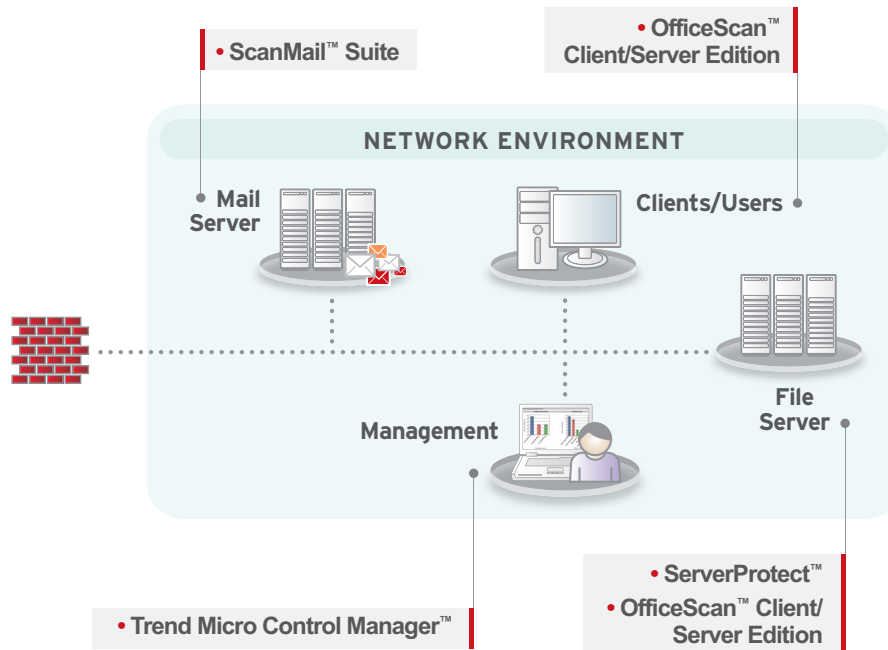 • ScanMail™ Suite
• OfficeScan™
Client/Server Edition
NETWORK ENVIRONMENT
Mail
Server
Clients/Users
File
Server
Management
• ServerProtect™
• OfficeScan™ Client/
Server Edition
• Trend Micro Control Manager™